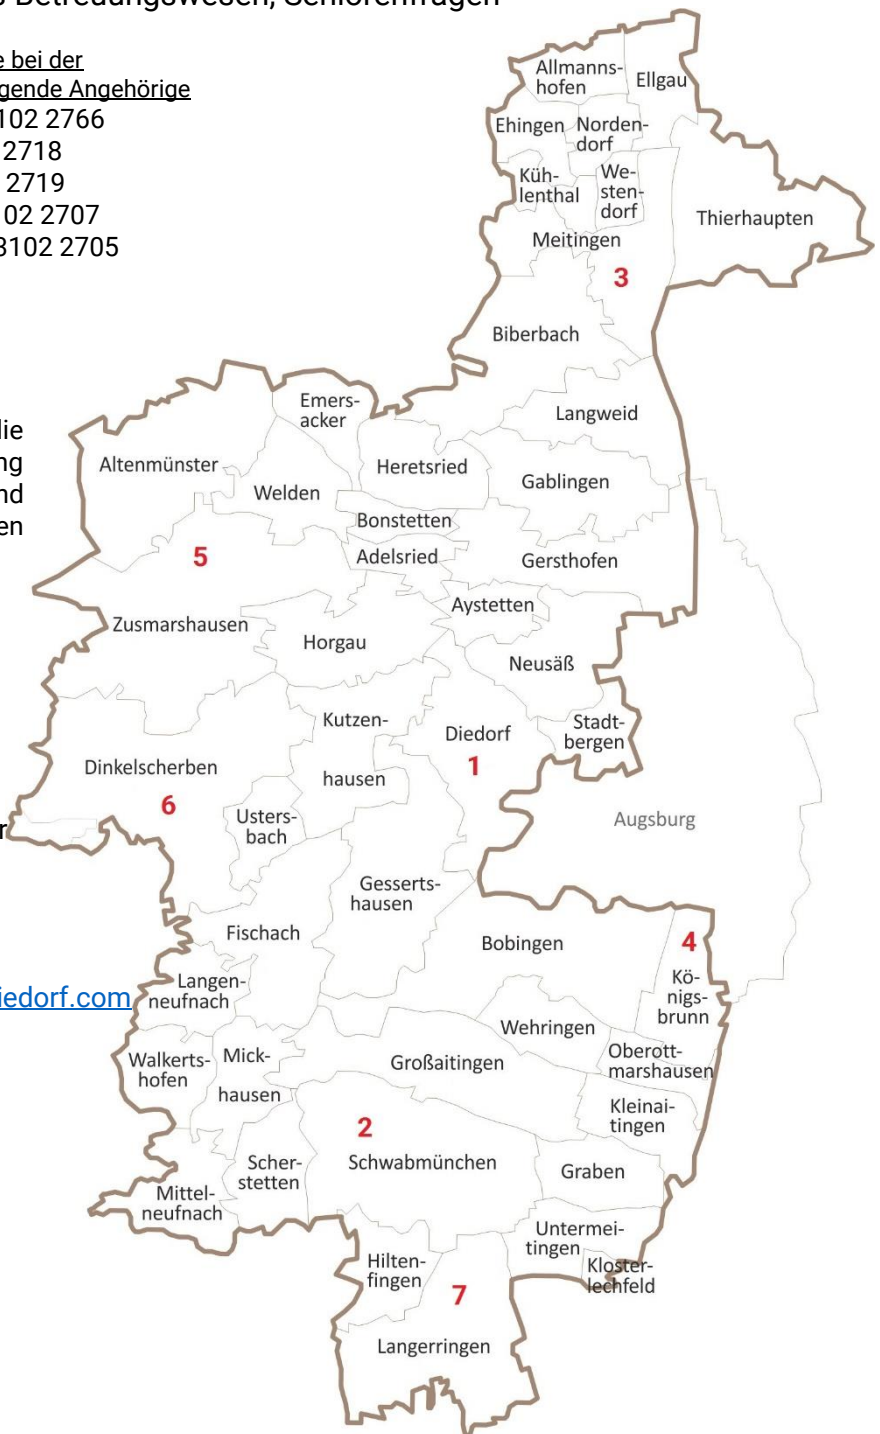 Betreuungswesen, Seniorenfragen
e bei der
gende Angehörige
102 2766
2718
2719
02 2707
3102 2705
die
ng
nd
en
r
iedorf.com
Allmanns-
hofen
Ellgau
Ehingen
Norden-
dorf
Küh-
lenthal
We-
sten-
dorf
Thierhaupten
Meitingen
3
Biberbach
Emers-
acker
Langweid
Altenmünster
Heretsried
Welden
Gablingen
Bonstetten
5
Adelsried
Gersthofen
Aystetten
Zusmarshausen
Horgau
Neusäß
Kutzen-
hausen
Diedorf
1
Stadt-
bergen
Dinkelscherben
6
Usters-
bach
Augsburg
Gesserts-
hausen
Fischach
Bobingen
4
Kö-
nigs-
brunn
Langen-
neufnach
Wehringen
Walkerts-
hofen
Mick-
hausen
Großaitingen
Oberott-
marshausen
Kleinai-
tingen
2
Schwabmünchen
Scher-
stetten
Graben
Mittel-
neufnach
Untermei-
tingen
Hilten-
fingen
Kloster-
lechfeld
7
Langerringen